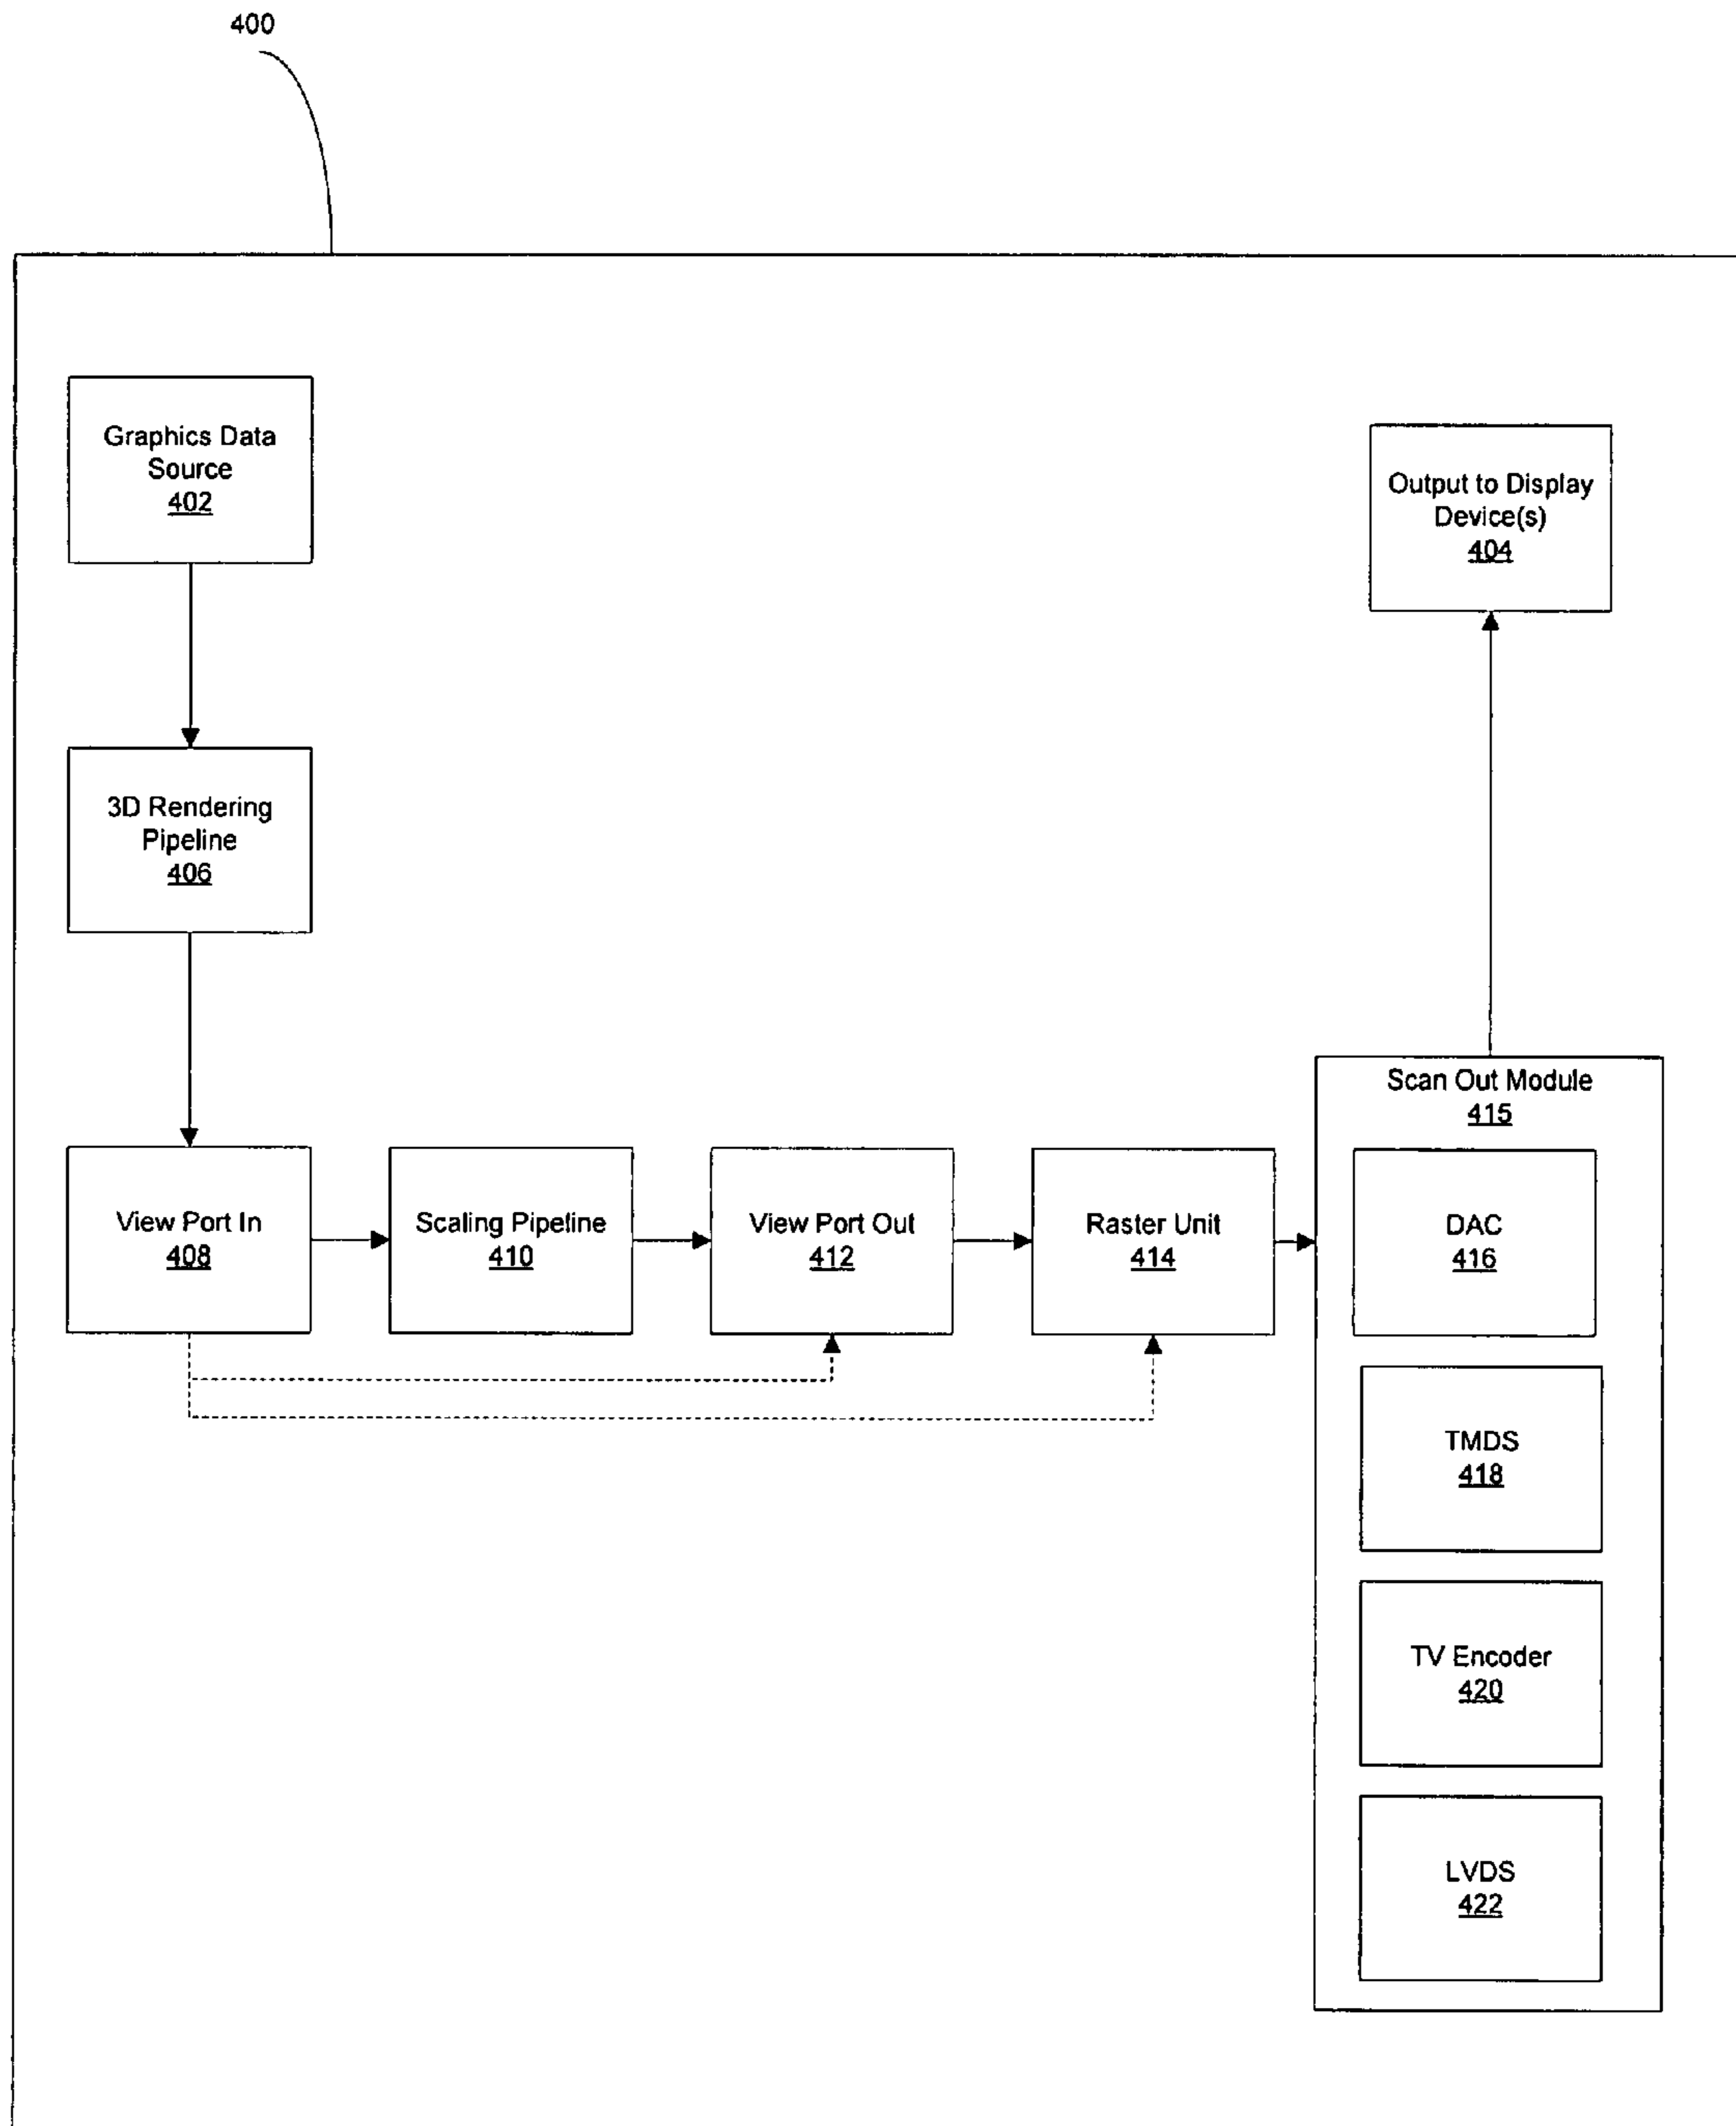 400
Graphics Data
Source
402
Output to Display
Device(s)
404
3D Rendering
Pipeline
406
View Port In
408
Scaling Pipeline
410
View Port Out
412
Raster Unit
414
Scan Out Module
415
DAC
416
TMDS
418
TV Encoder
420
LVDS
422